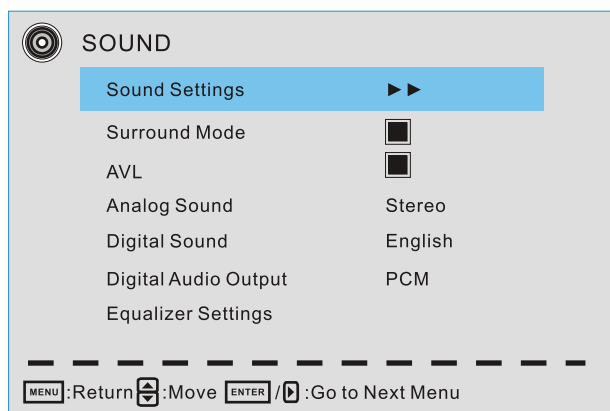 SOUND
Sound Settings ►►
Surround Mode
AVL
Analog Sound Stereo
Digital Sound English
Digital Audio Output PCM
Equalizer Settings
MENU:Return :Move ENTER / :Go to Next Menu